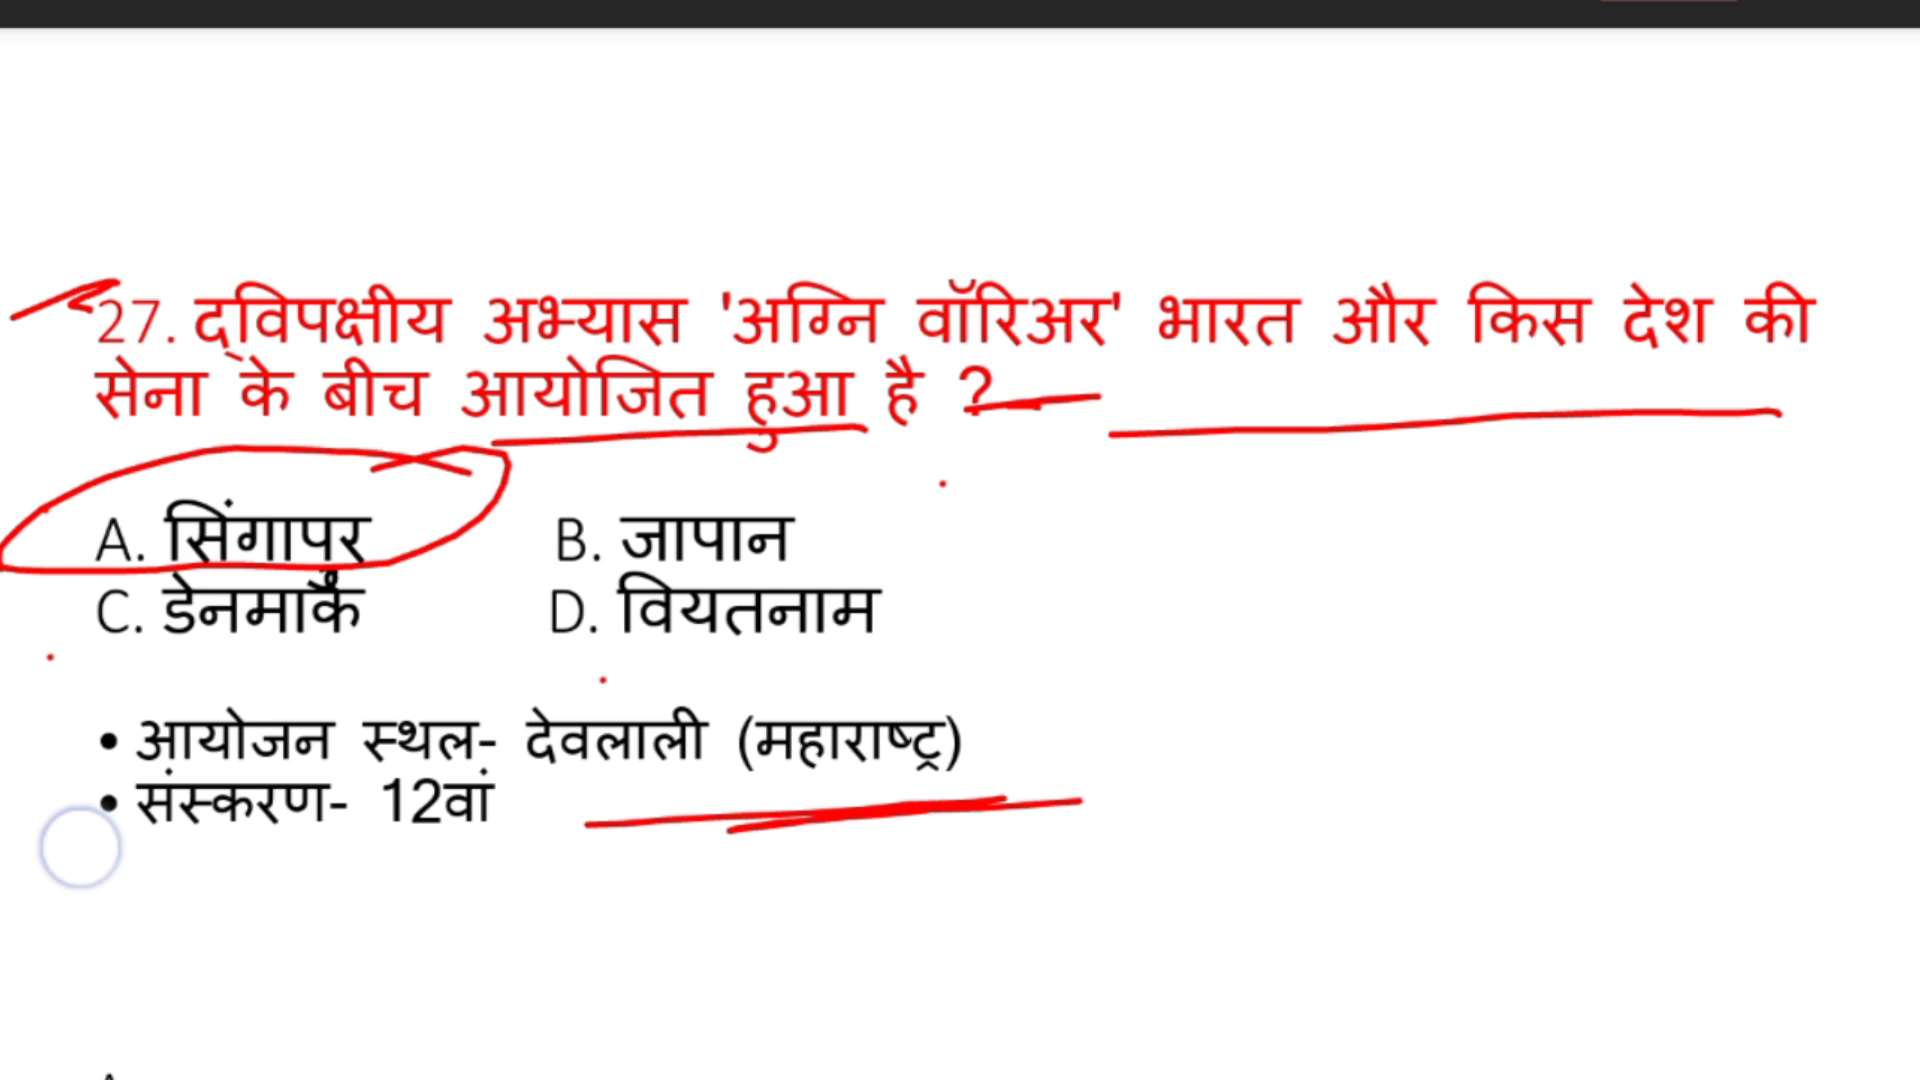 27. द्विपक्षीय अभ्यास 'अग्नि वॉरिअर' भारत और किस देश की
सेना के बीच आयोजित हुआ है ?
A. सिंगापुर B. जापान
C. डेनमार्क D. वियतनाम
• आयोजन स्थल- देवलाली (महाराष्ट्र)
• संस्करण- 12वां